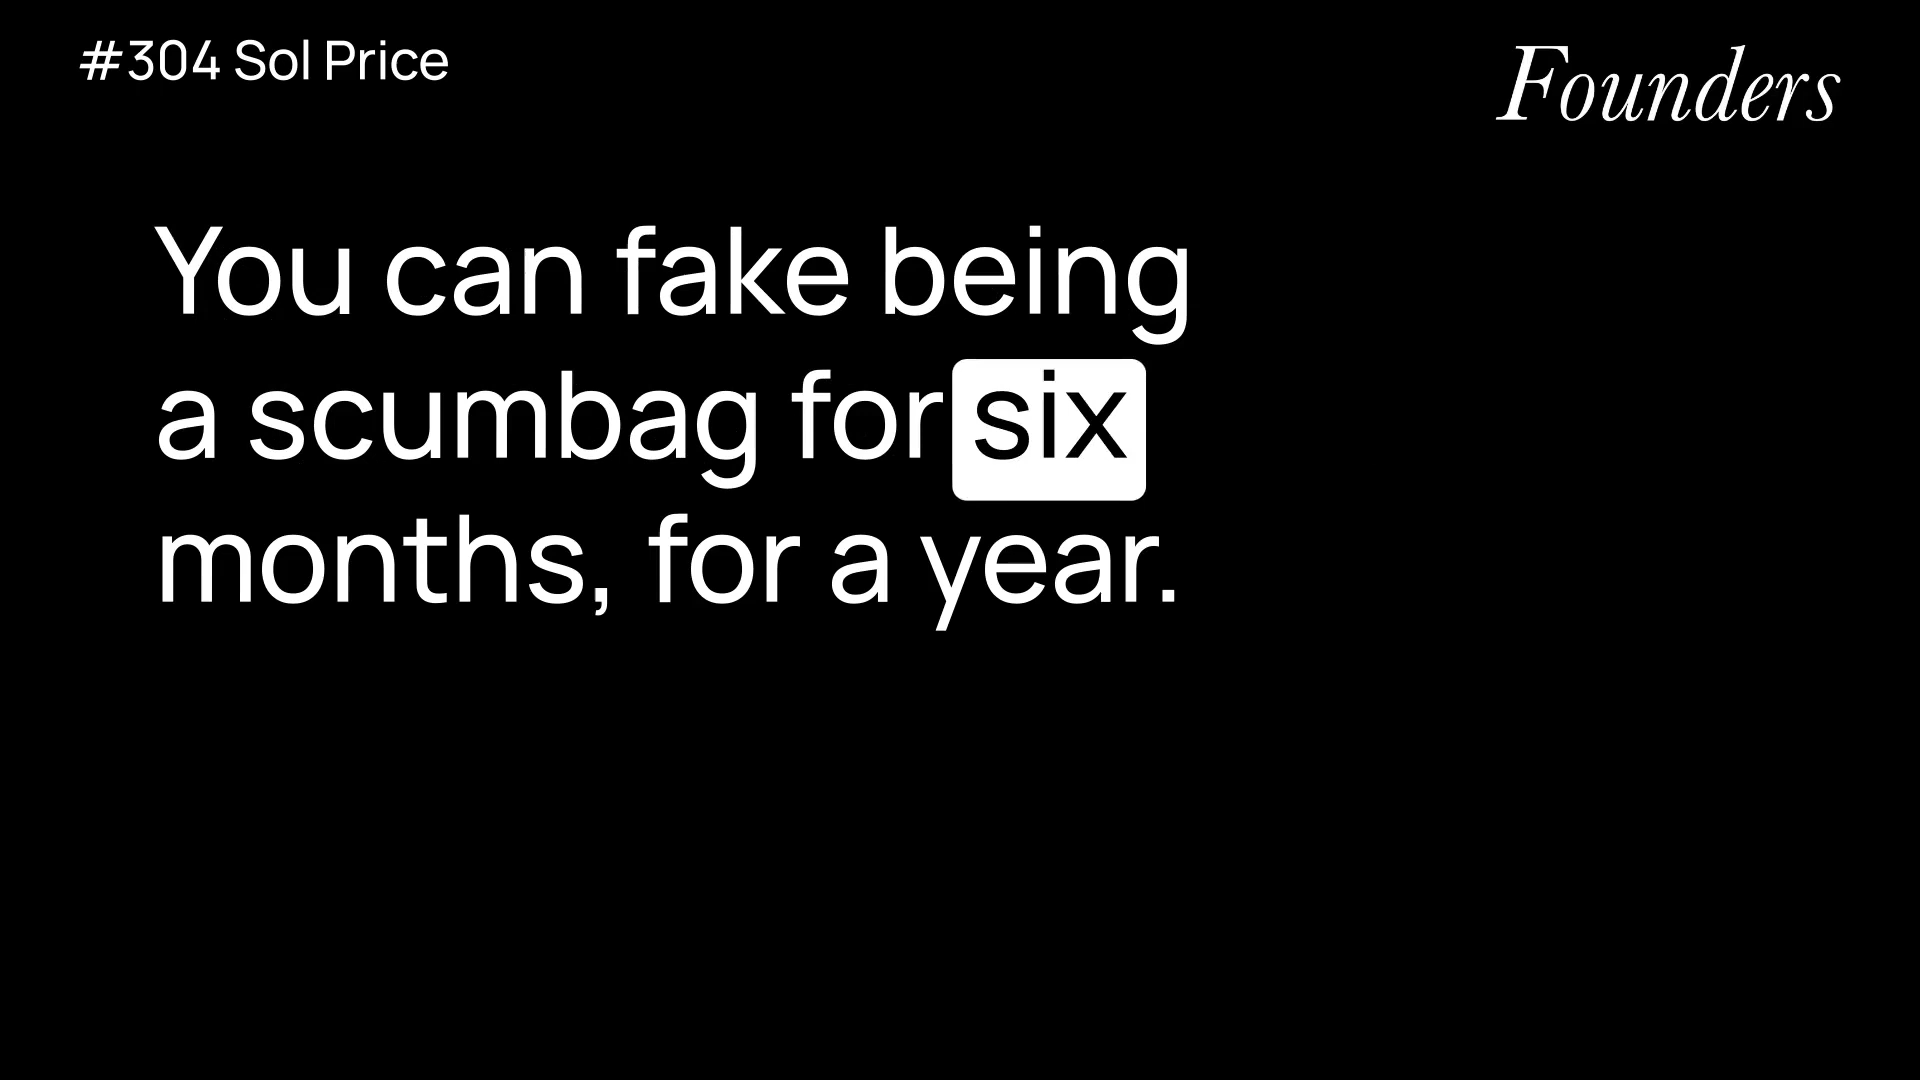 #304 Sol Price
Founders
You can fake being
a scumbag for six
months, for a year.